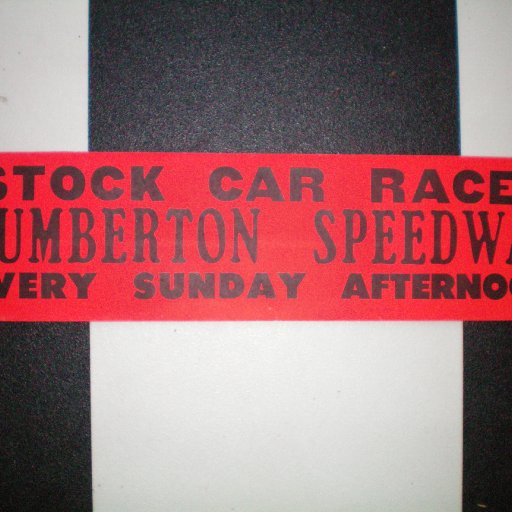 STOCK CAR RACE
UMBERTON SPEEDWA
VERY SUNDAY AFTERNOO